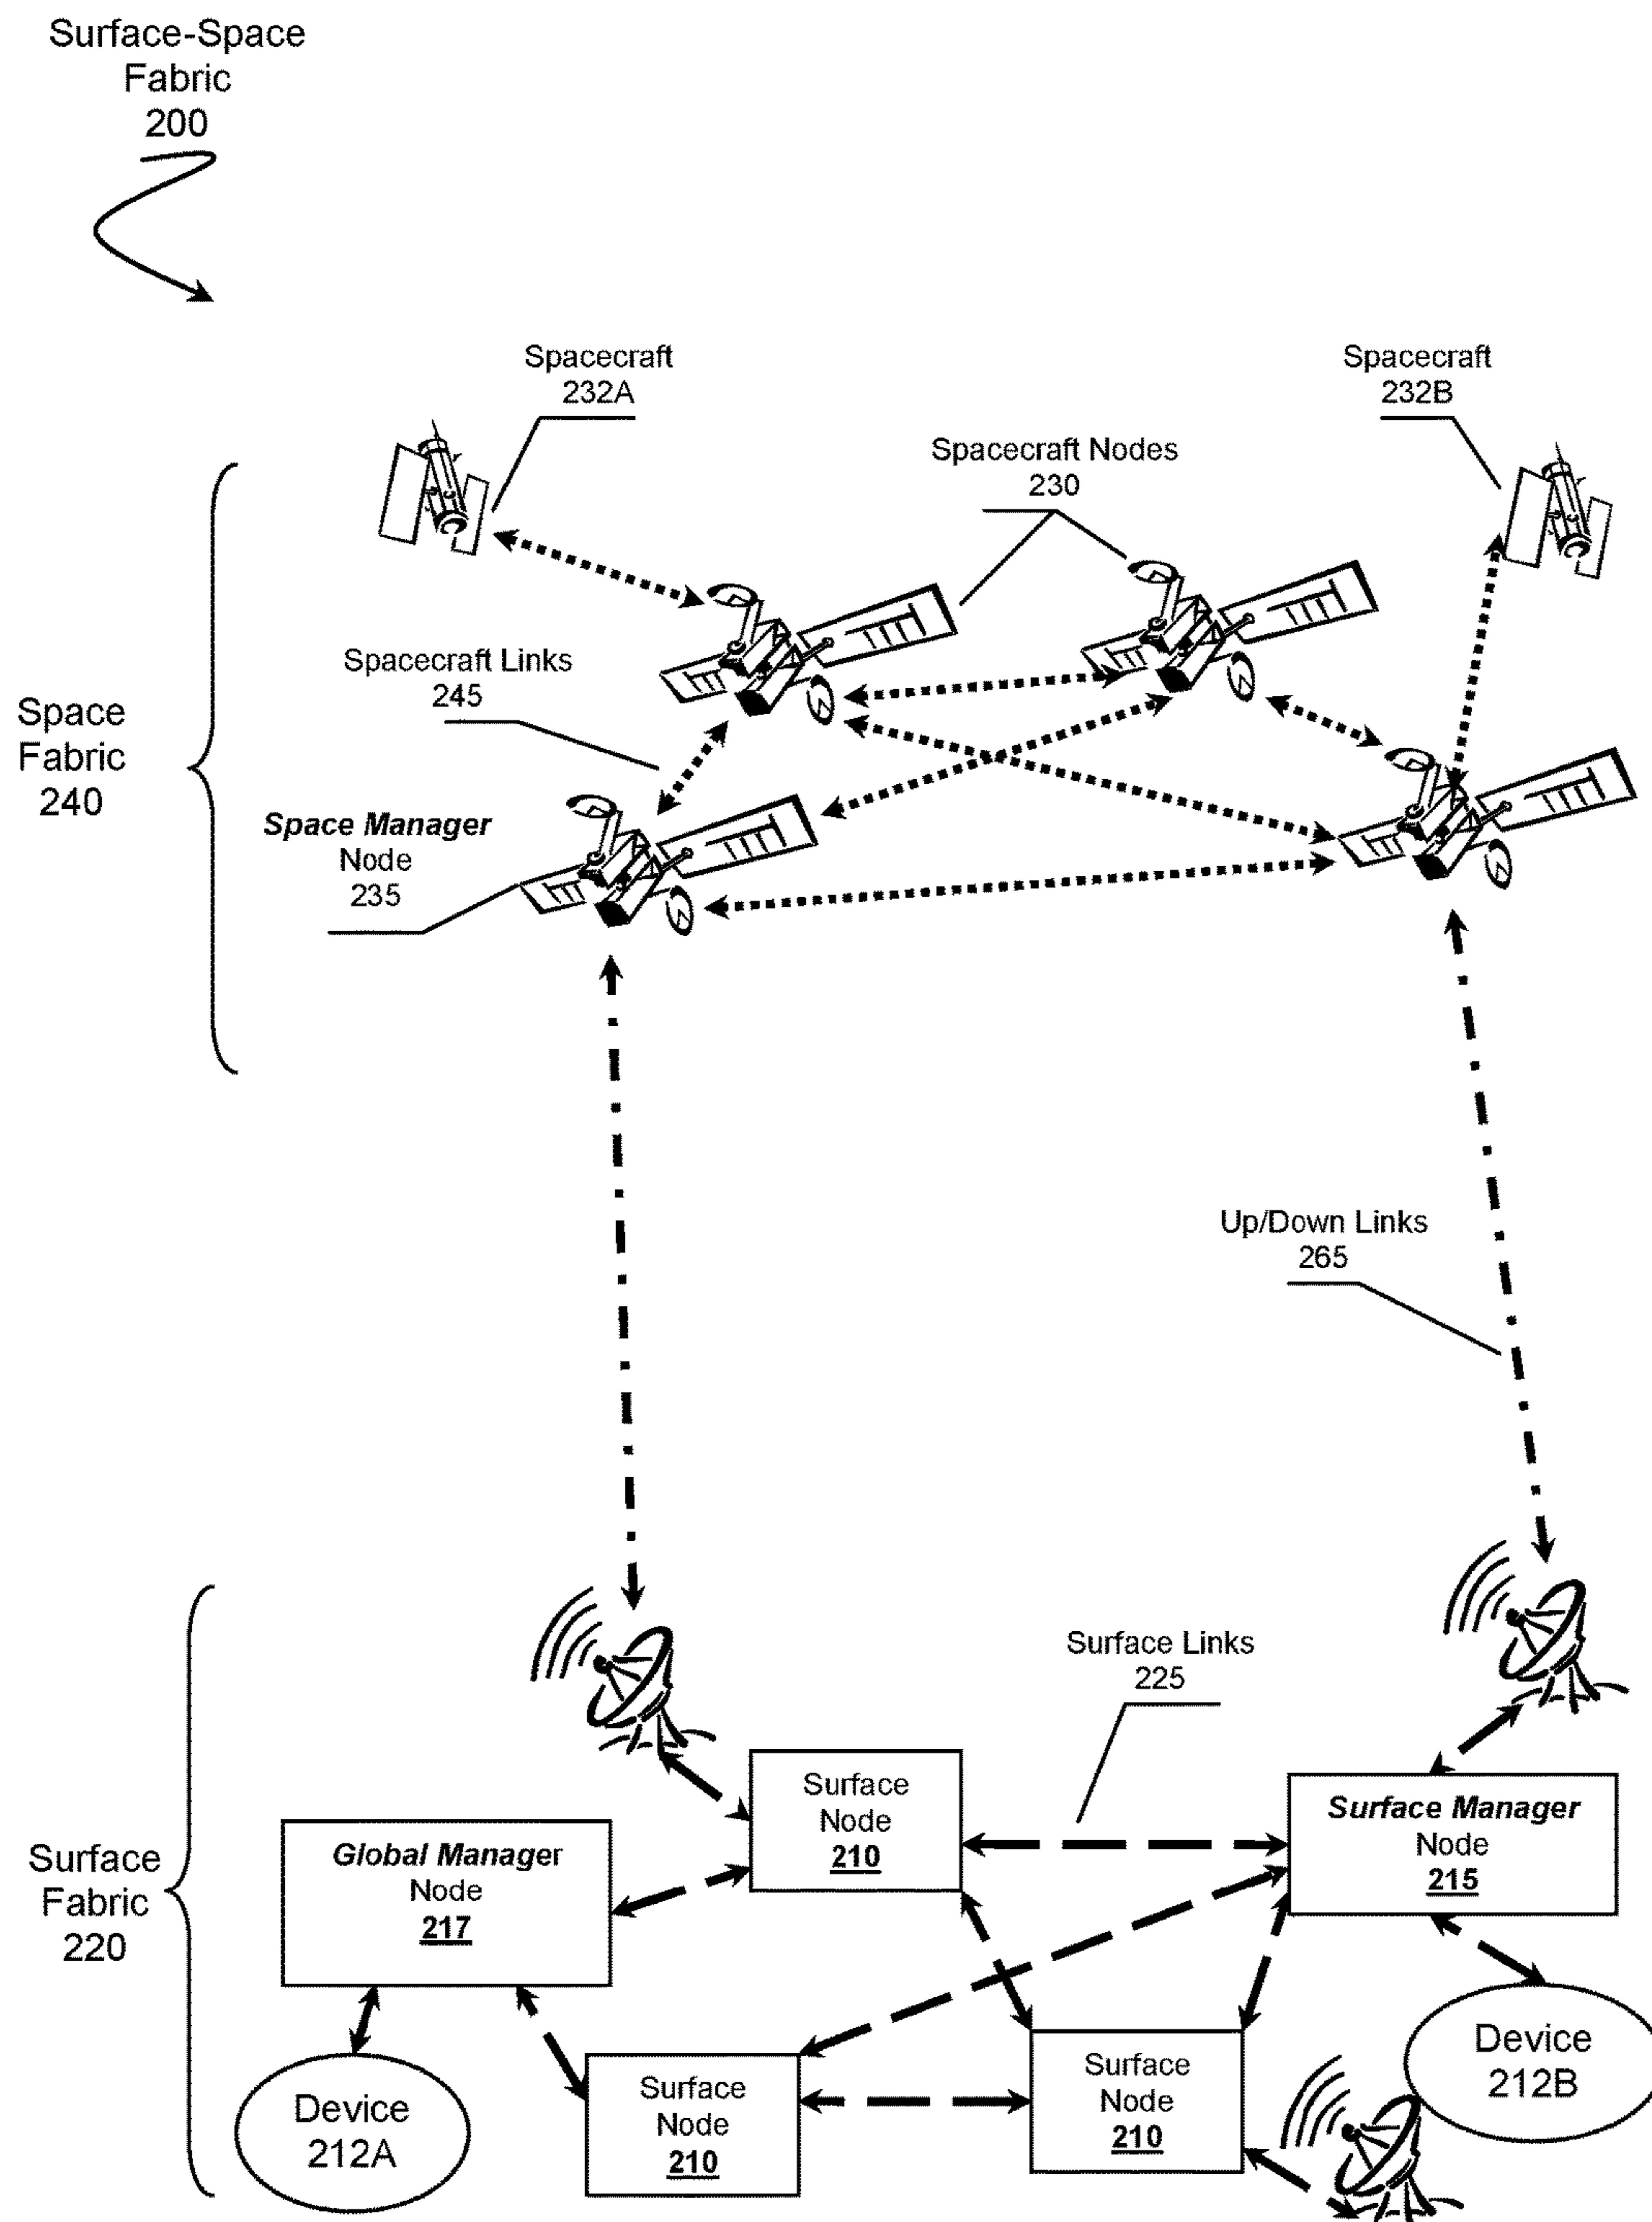 Surface-Space
Fabric
200
Spacecraft
232A
Spacecraft
232B
Spacecraft Nodes
230
Spacecraft Links
245
Space
Fabric
240
Space Manager
Node
235
Up/Down Links
265
Surface Links
225
Surface
Node
210
Surface Manager
Node
215
Global Manager
Node
217
Surface
Fabric
220
Device
212B
Surface
Node
210
Surface
Node
210
Device
212A